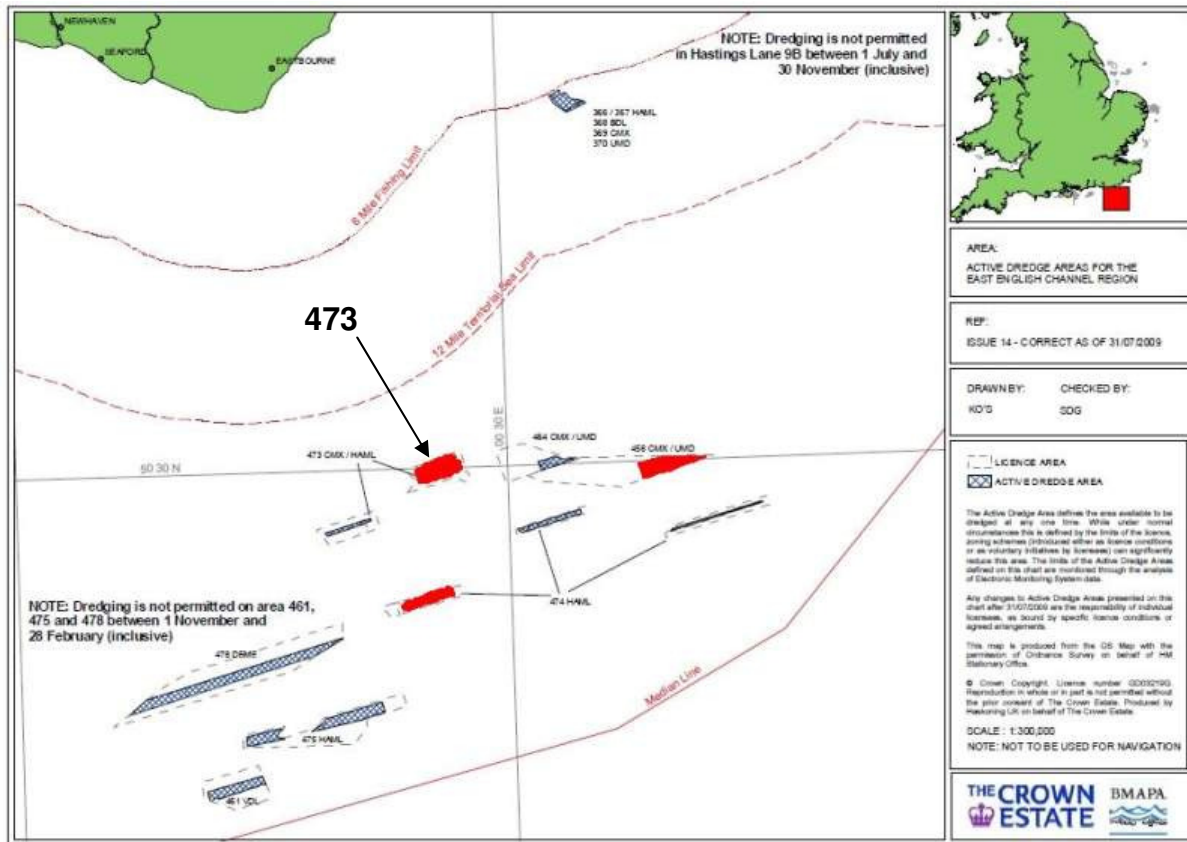 NEWHAVEN
SEAFORD
EASTBOURNE
NOTE: Dredging is not permitted
in Hastings Lane 9B between 1 July and
30 November (inclusive)
366 / 367 HAML
368 BDL
369 CMX
370 UMD
6 Mile Fishing Limit
12 Mile Territorial Sea Limit
473
00 30 E
50 30 N
473 CMX / HAML
464 CMX / UMD
458 CMX / UMD
474 HAML
NOTE: Dredging is not permitted on area 461,
475 and 478 between 1 November and
28 February (inclusive)
478 DEME
475 HAML
461 VDL
Median Line
AREA:
ACTIVE DREDGE AREAS FOR THE
EAST ENGLISH CHANNEL REGION
REF:
ISSUE 14 - CORRECT AS OF 31/07/2009
DRAWN BY: CHECKED BY:
KO'S SDG
LICENCE AREA
ACTIVE DREDGE AREA
The Active Dredge Area defines the area available to be
dredged at any one time. While under normal
circumstances this is defined by the limits of the licence,
zoning schemes (introduced either as licence conditions
or as voluntary initiatives by licensees) can significantly
reduce this area. The limits of the Active Dredge Areas
defined on this chart are monitored through the analysis
of Electronic Monitoring System data.
Any changes to Active Dredge Areas presented on this
chart after 31/07/2009 are the responsibility of individual
licensees, as bound by specific licence conditions or
agreed arrangements.
This map is produced from the OS Map with the
permission of Ordnance Survey on behalf of HM
Stationary Office.
© Crown Copyright. Licence number
Reproduction in whole or in part is not permitted without
the prior consent of The Crown Estate. Produced by
Haskoning UK on behalf of The Crown Estate.
SCALE : 1:300,000
NOTE: NOT TO BE USED FOR NAVIGATION
THE CROWN
ESTATE
BMAPA